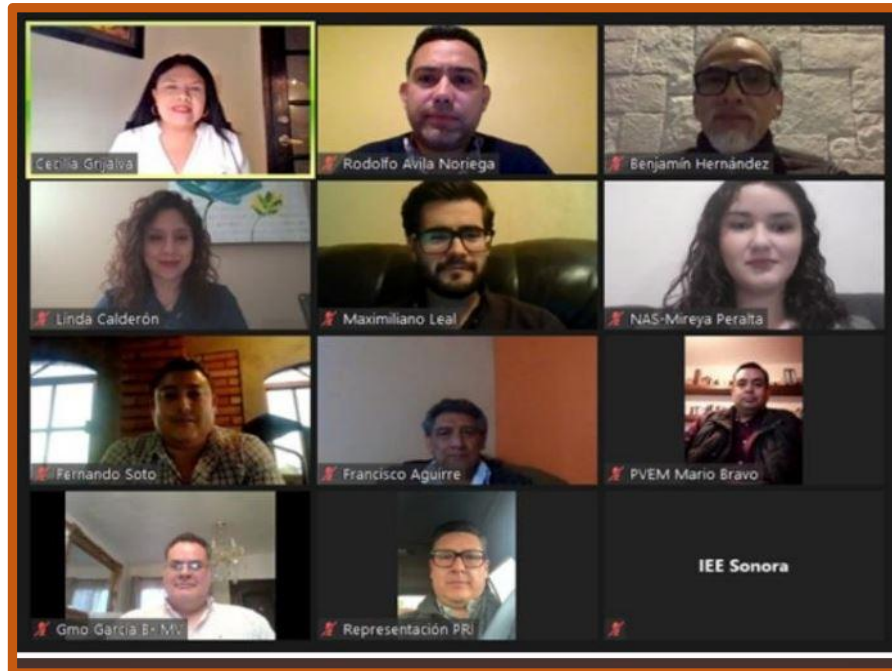 Cecilia Grijalva
Rodolfo Avila Noriega
Benjamín Hernández
Linda Calderón
Maximiliano Leal
NAS-Mireya Peralta
Fernando Soto
Francisco Aguirre
PVEM Mario Bravo
Gmo García B• MV
Representación PRI
IEE Sonora